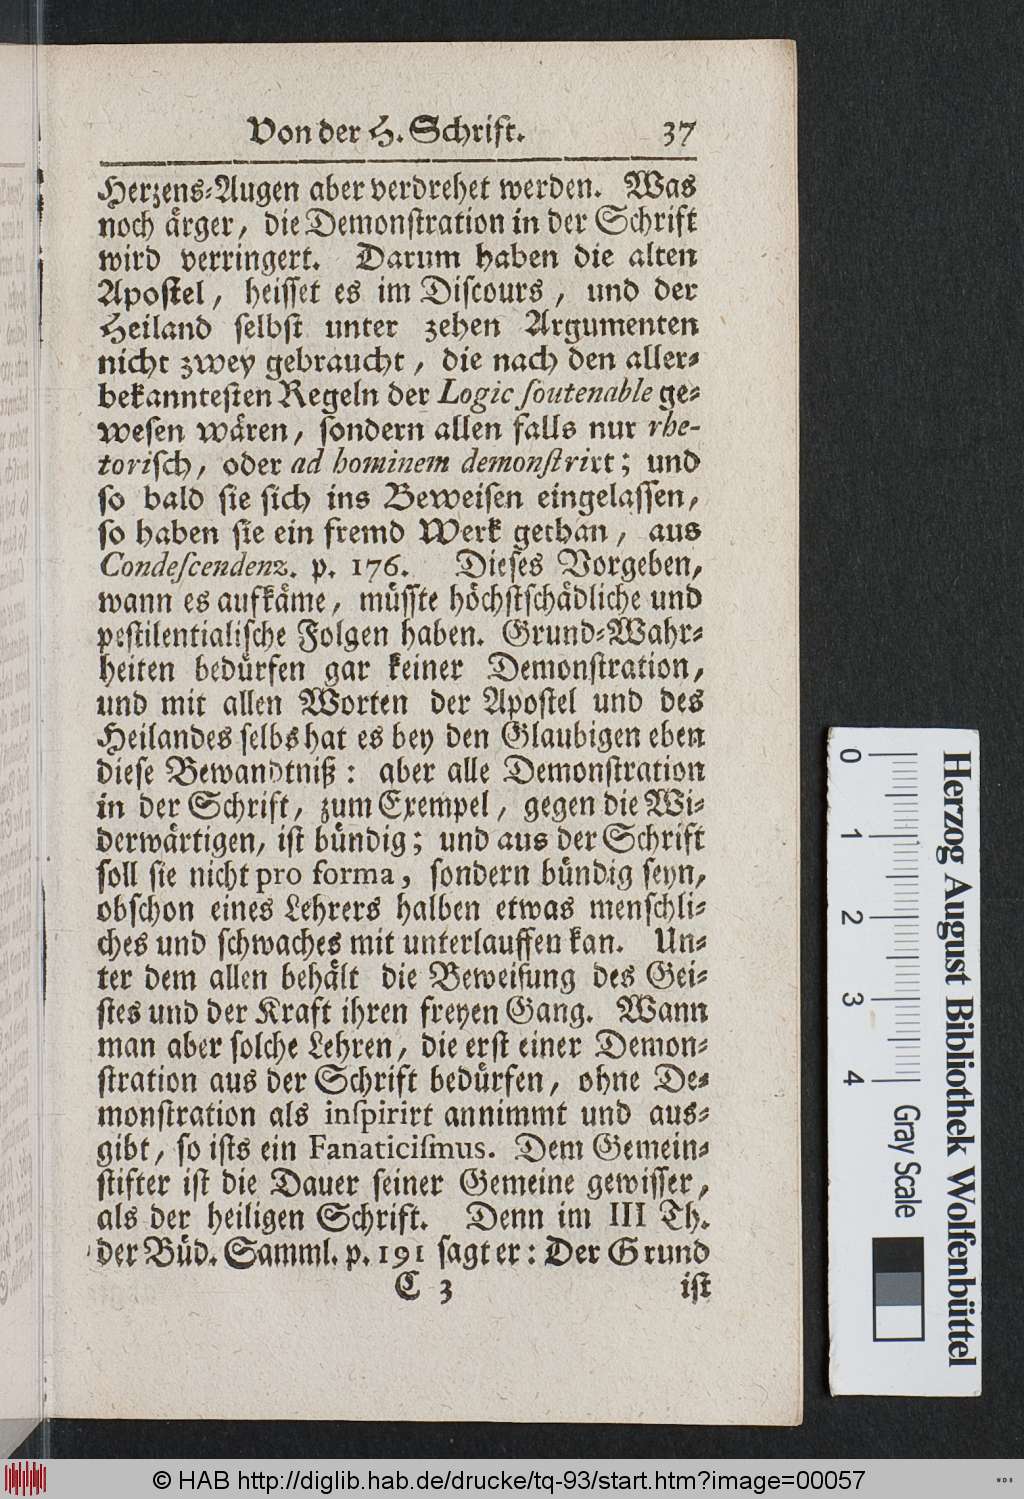 Von der H. Schrift. 37
Herzens-Augen aber verdrehet werden. Was
noch ärger, die Demonstration in der Schrift
wird verringert. Darum haben die alten
Apostel, heisset es im Discours, und der
Heiland selbst unter zehen Argumenten
nicht zwey gebraucht, die nach den aller-
bekanntesten Regeln der Logic soutenable ge-
wesen wären, sondern allen falls nur rhe-
torisch, oder ad hominem demonstrirt; und
so bald sie sich ins Beweisen eingelassen,
so haben sie ein fremd Werk gethan, aus
Condescendenz. p. 176. Dieses Vorgeben,
wann es aufkäme, müsste höchstschädliche und
pestilentialische Folgen haben. Grund-Wahr-
heiten bedürfen gar keiner Demonstration,
und mit allen Worten der Apostel und des
Heilandes selbs hat es bey den Glaubigen eben
diese Bewandtniß: aber alle Demonstration
in der Schrift, zum Exempel, gegen die Wi-
derwärtigen, ist bündig; und aus der Schrift
soll sie nicht pro forma, sondern bündig seyn,
obschon eines Lehrers halben etwas menschli-
ches und schwaches mit unterlauffen kan. Un-
ter dem allen behält die Beweisung des Gei-
stes und der Kraft ihren freyen Gang. Wann
man aber solche Lehren, die erst einer Demon-
stration aus der Schrift bedürfen, ohne De-
monstration als inspirirt annimmt und aus-
gibt, so ists ein Fanaticismus. Dem Gemein-
stifter ist die Dauer seiner Gemeine gewisser,
als der heiligen Schrift. Denn im III Th.
der Büd. Samml. p. 191 sagt er: Der Grund
C 3 ist
Herzog August Bibliothek Wolfenbüttel
0 1 2 3 4 Gray Scale
© HAB http://diglib.hab.de/drucke/tq-93/start.htm?image=00057